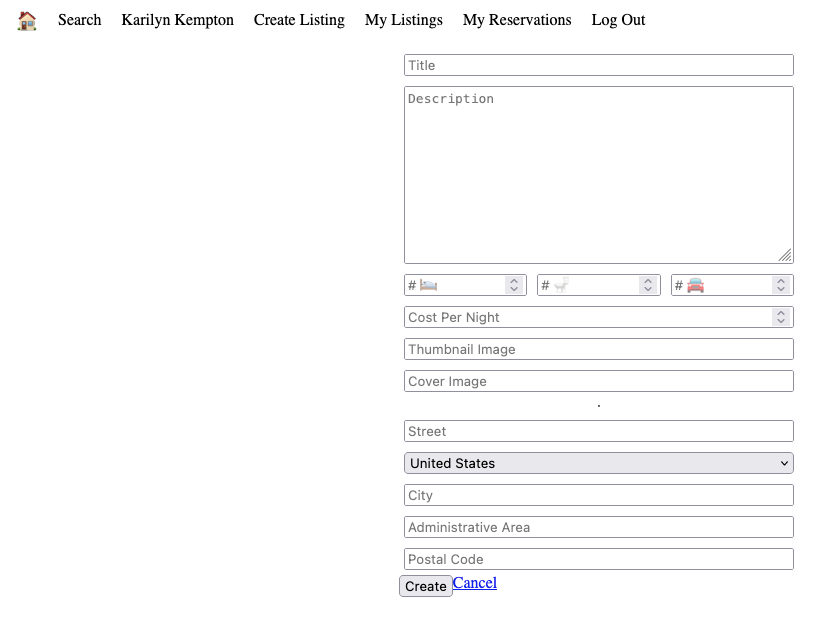 Search Karilyn Kempton Create Listing My Listings My Reservations Log Out
Title
Description
# # #
Cost Per Night
Thumbnail Image
Cover Image
.
Street
United States
City
Administrative Area
Postal Code
Create Cancel